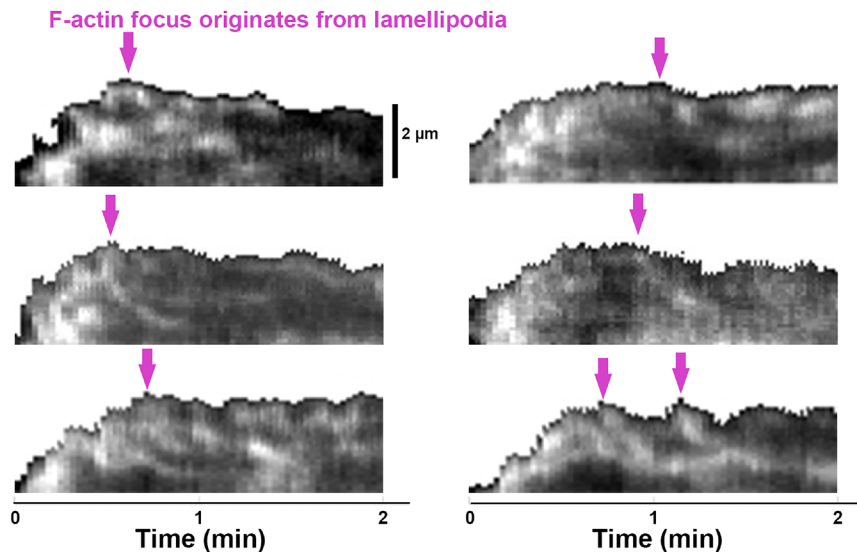 F-actin focus originates from lamellipodia
2 µm
0 1 2
0 1 2
Time (min)
Time (min)